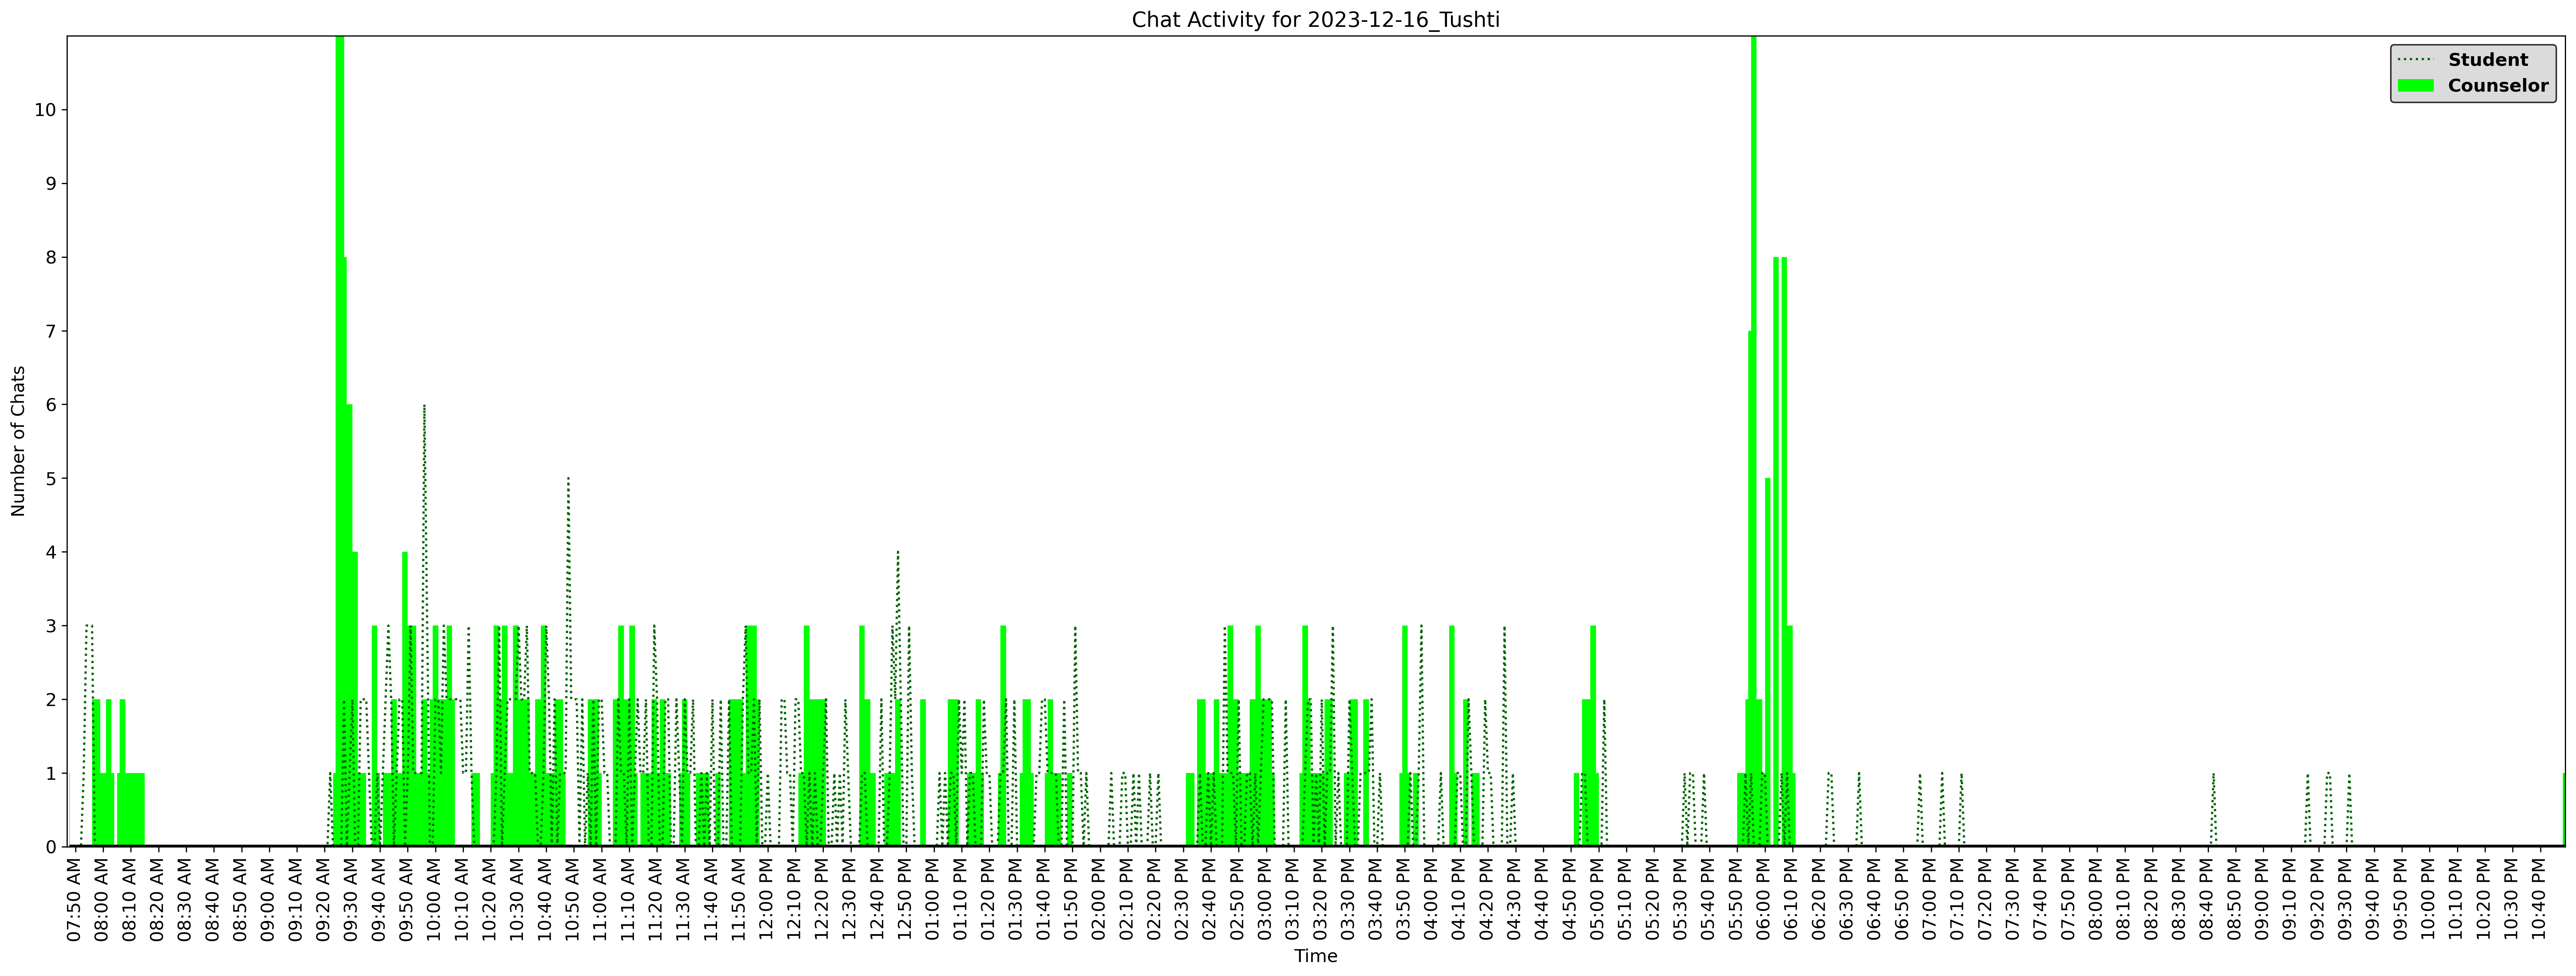 Chat Activity for 2023-12-16_Tushti
Student
Counselor
Number of Chats
10
9
8
7
6
5
4
3
2
1
0
07:50 AM
08:00 AM
08:10 AM
08:20 AM
08:30 AM
08:40 AM
08:50 AM
09:00 AM
09:10 AM
09:20 AM
09:30 AM
09:40 AM
09:50 AM
10:00 AM
10:10 AM
10:20 AM
10:30 AM
10:40 AM
10:50 AM
11:00 AM
11:10 AM
11:20 AM
11:30 AM
11:40 AM
11:50 AM
12:00 PM
12:10 PM
12:20 PM
12:30 PM
12:40 PM
12:50 PM
01:00 PM
01:10 PM
01:20 PM
01:30 PM
01:40 PM
01:50 PM
02:00 PM
02:10 PM
02:20 PM
02:30 PM
02:40 PM
02:50 PM
03:00 PM
03:10 PM
03:20 PM
03:30 PM
03:40 PM
03:50 PM
04:00 PM
04:10 PM
04:20 PM
04:30 PM
04:40 PM
04:50 PM
05:00 PM
05:10 PM
05:20 PM
05:30 PM
05:40 PM
05:50 PM
06:00 PM
06:10 PM
06:20 PM
06:30 PM
06:40 PM
06:50 PM
07:00 PM
07:10 PM
07:20 PM
07:30 PM
07:40 PM
07:50 PM
08:00 PM
08:10 PM
08:20 PM
08:30 PM
08:40 PM
08:50 PM
09:00 PM
09:10 PM
09:20 PM
09:30 PM
09:40 PM
09:50 PM
10:00 PM
10:10 PM
10:20 PM
10:30 PM
10:40 PM
Time